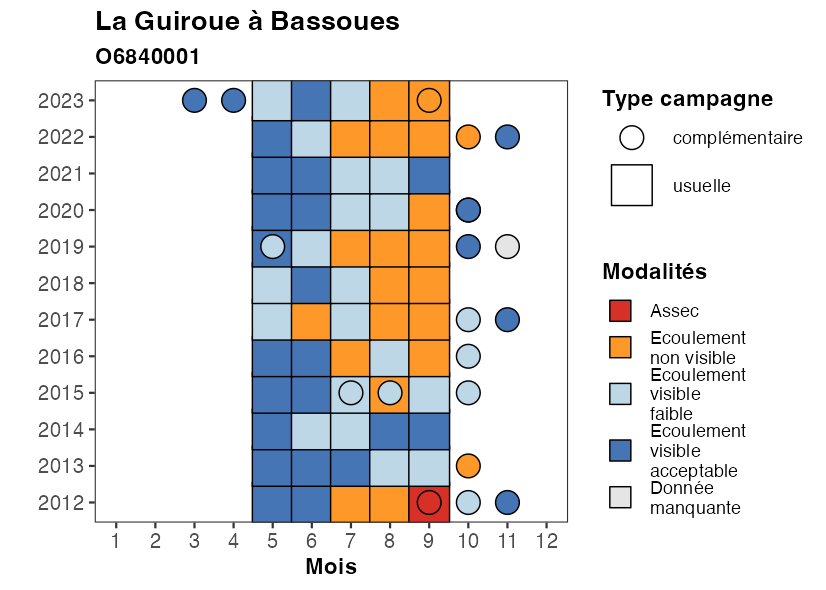 La Guiroue à Bassoues
O6840001
2023
2022
2021
2020
2019
2018
2017
2016
2015
2014
2013
2012
1 2 3 4 5 6 7 8 9 10 11 12
Mois
Type campagne
complémentaire
usuelle
Modalités
Assec
Ecoulement
non visible
Ecoulement
visible
faible
Ecoulement
visible
acceptable
Donnée
manquante